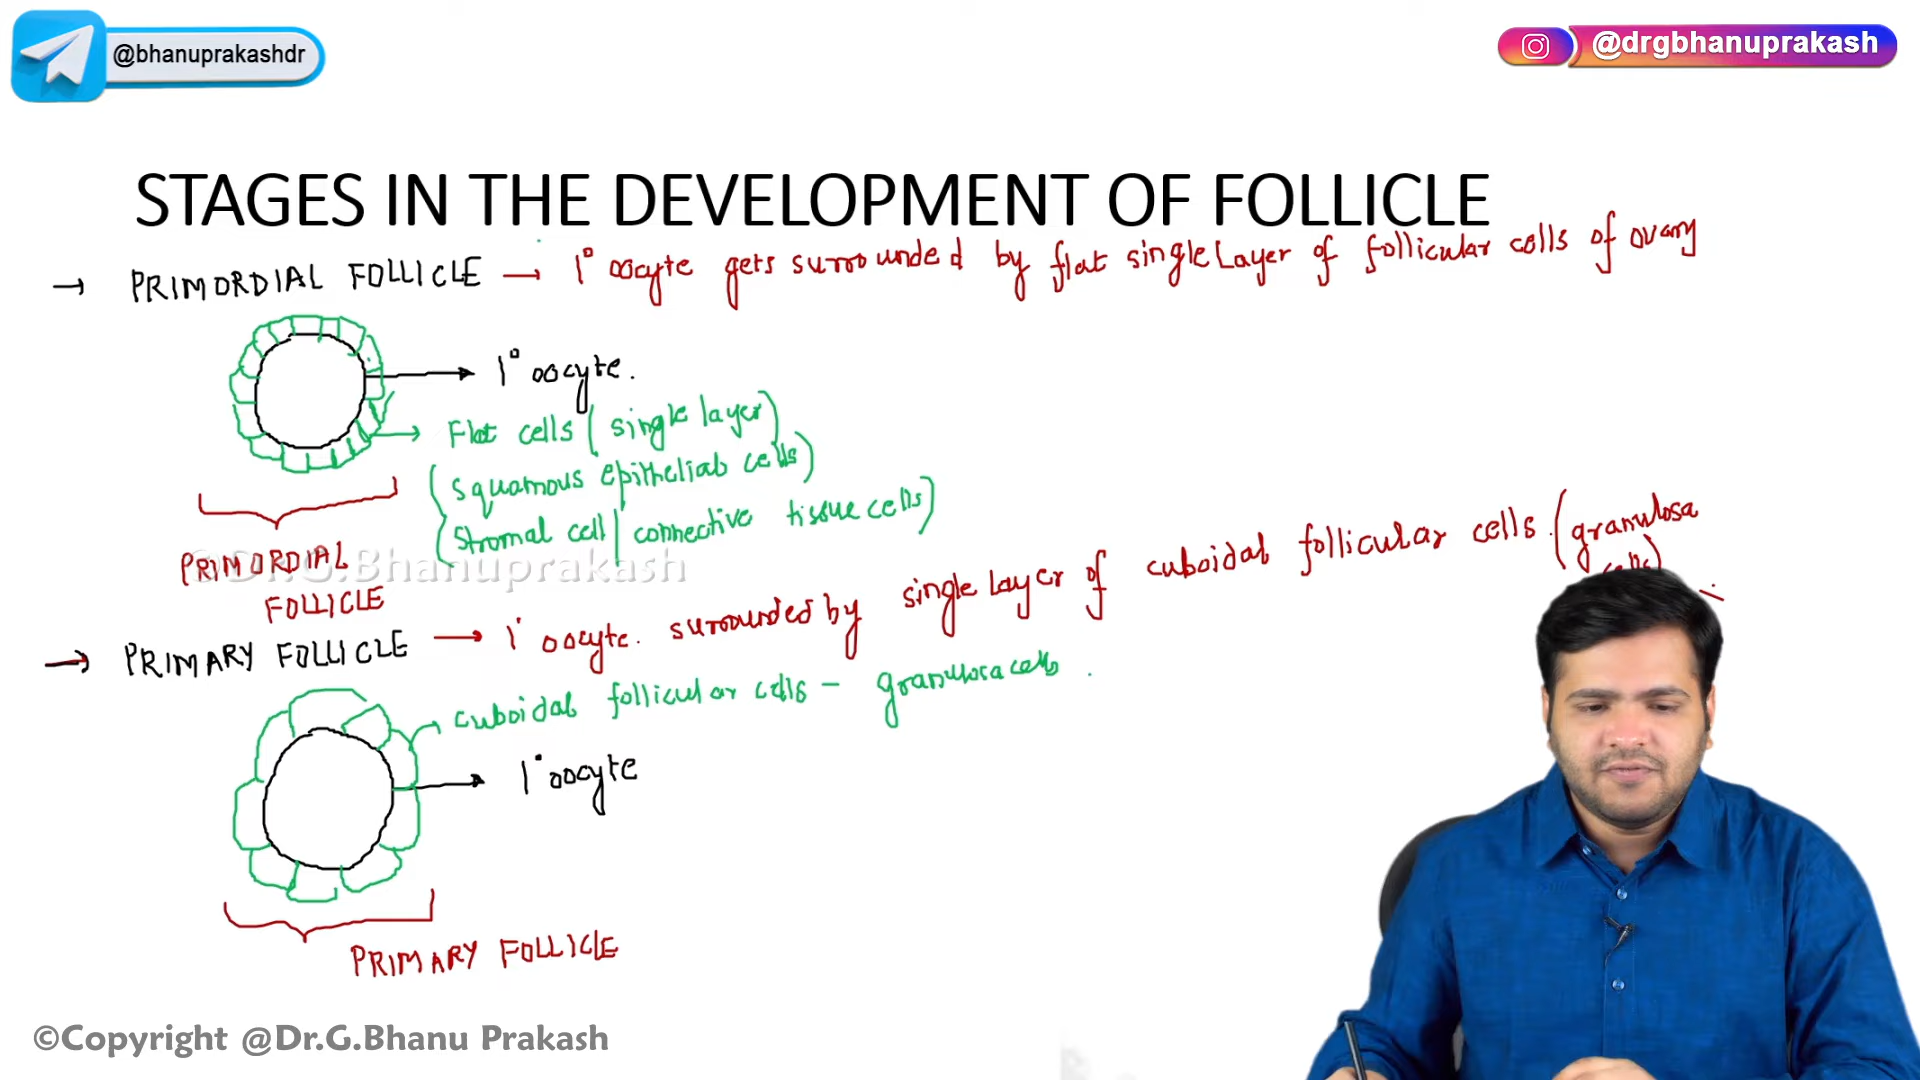 @bhanuprakashdr
@drgbhanuprakash
STAGES IN THE DEVELOPMENT OF FOLLICLE
→ PRIMORDIAL FOLLICLE → 1° oocyte gets surrounded by flat single layer of follicular cells of ovary
1° oocyte.
Flat cells (single layer)
(squamous epithelial cells)
(stromal cell | connective tissue cells)
PRIMORDIAL
FOLLICLE
Dr.G.Bhanuprakash
→ PRIMARY FOLLICLE → 1° oocyte. surrounded by single layer of cuboidal follicular cells. (granulosa
cells)
cuboidal follicular cells - granulosa cells.
1° oocyte
PRIMARY FOLLICLE
©Copyright @Dr.G.Bhanu Prakash